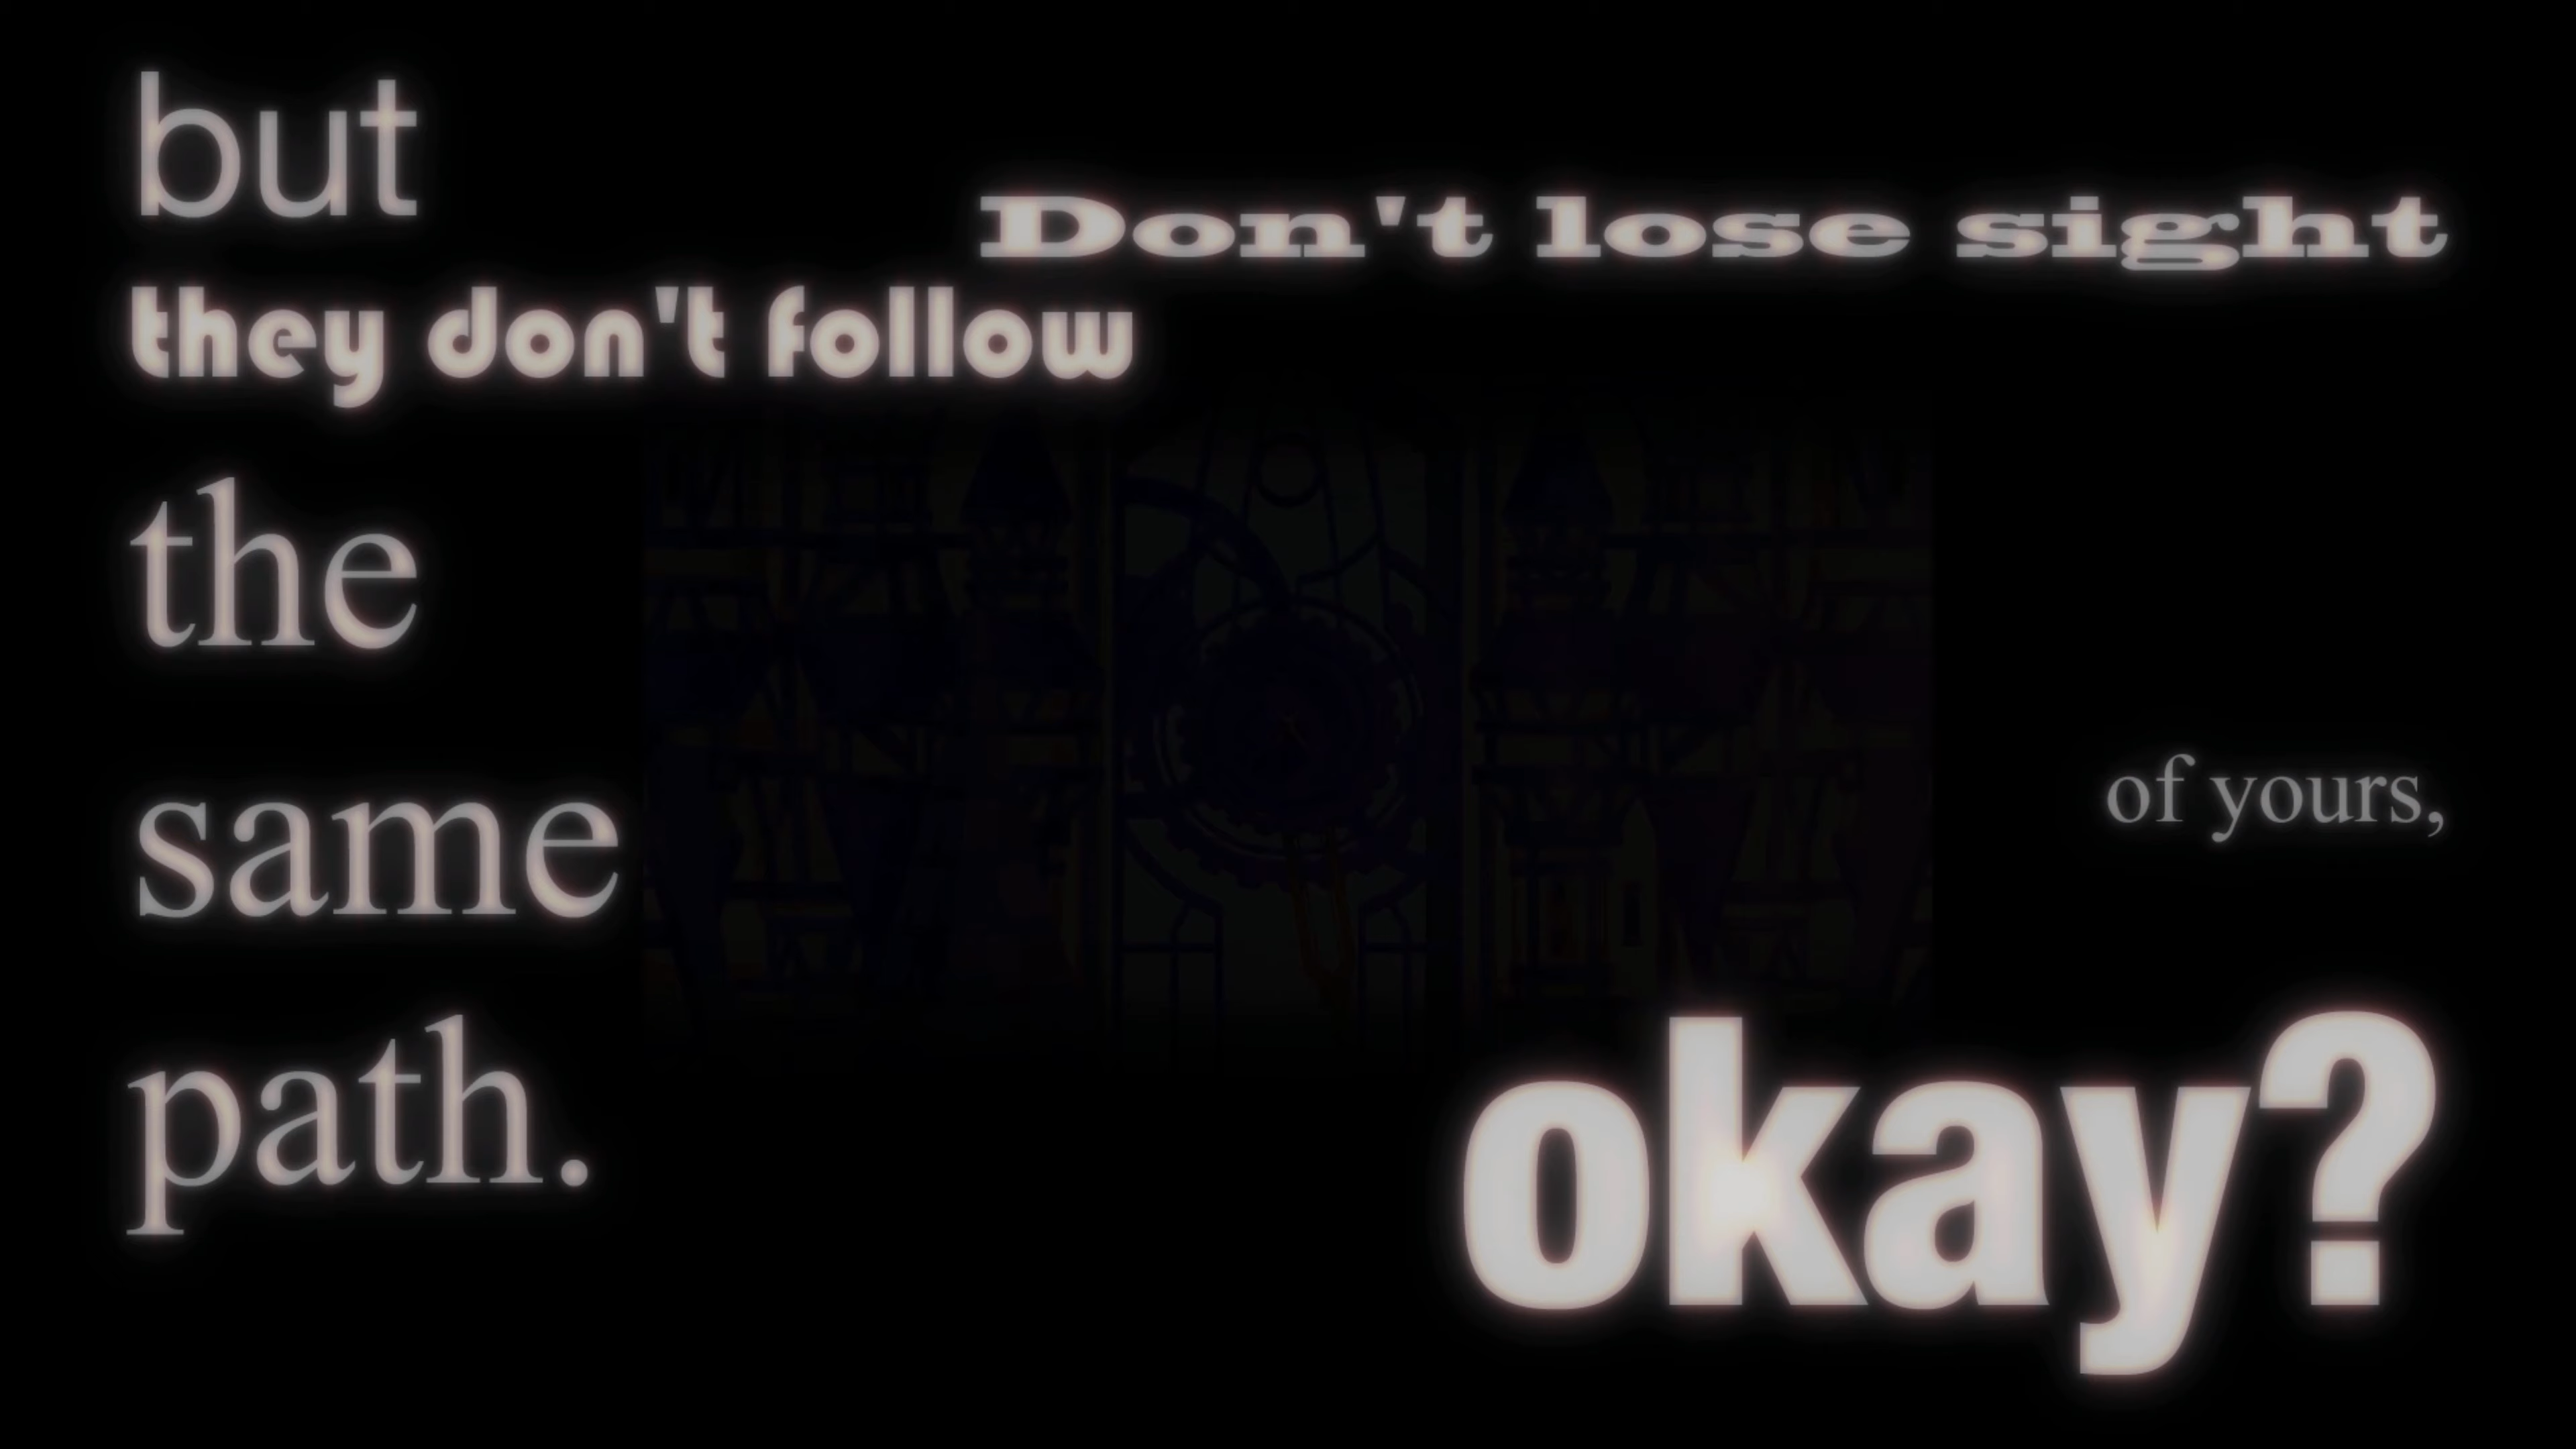 but
they don't follow
the
same
path.
Don't lose sight
of yours,
okay?